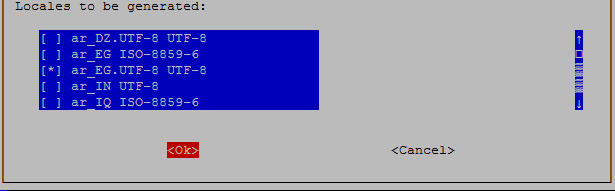 Locales to be generated:
[ ] ar_DZ.UTF-8 UTF-8
[ ] ar_EG ISO-8859-6
[*] ar_EG.UTF-8 UTF-8
[ ] ar_IN UTF-8
[ ] ar_IQ ISO-8859-6
<Ok> <Cancel>